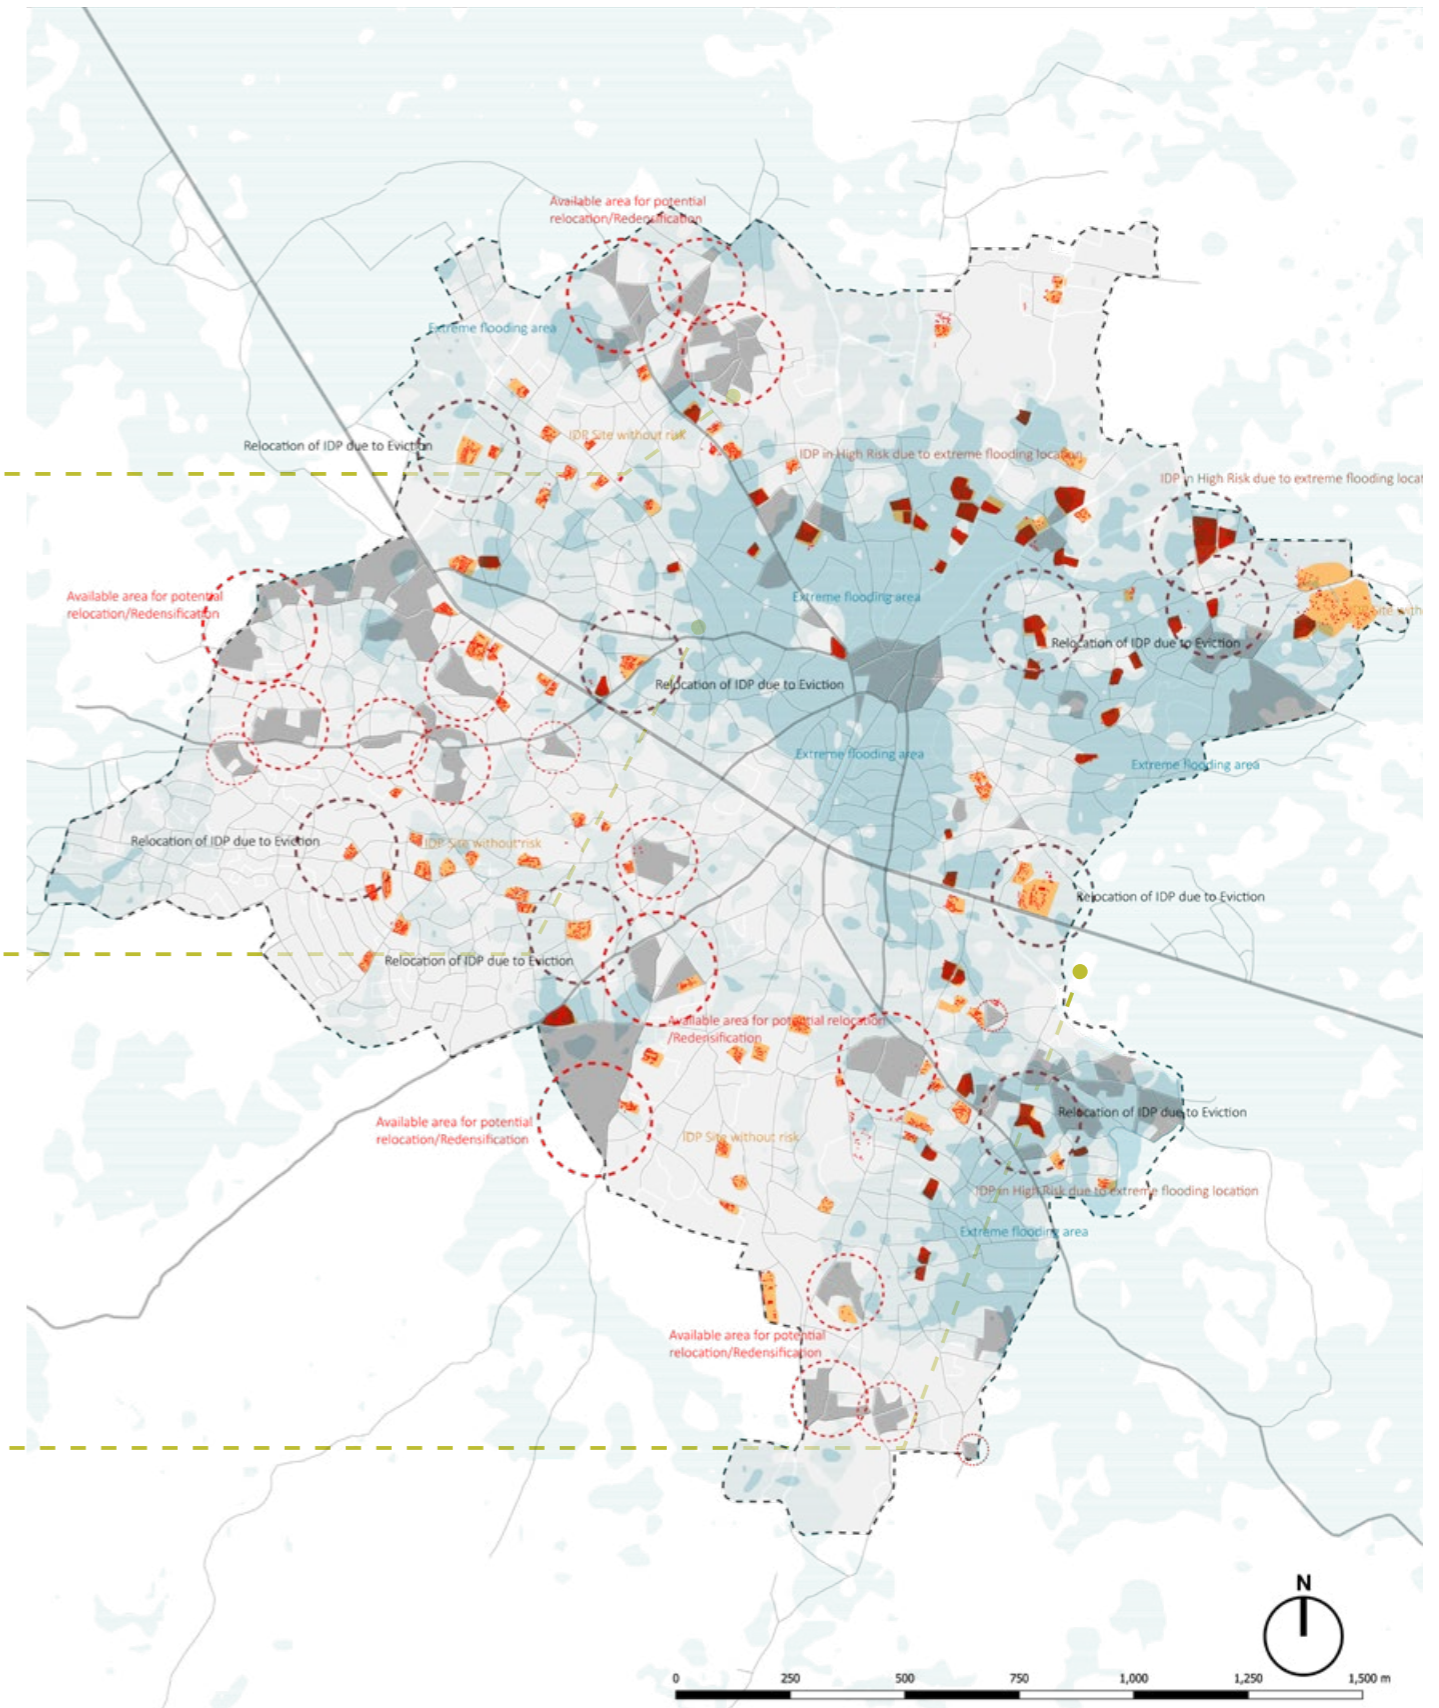 Available area for potential
relocation/Redensification
Extreme flooding area
IDP Site without risk
Relocation of IDP due to Eviction
IDP in High Risk due to extreme flooding location
IDP in High Risk due to extreme flooding locat
Available area for potential
relocation/Redensification
Extreme flooding area
Site with
Relocation of IDP due to Eviction
Relocation of IDP due to Eviction
Extreme flooding area
Extreme flooding area
Relocation of IDP due to Eviction
IDP Site without risk
Relocation of IDP due to Eviction
Relocation of IDP due to Eviction
Available area for potential relocation
/Redensification
Available area for potential
relocation/Redensification
Relocation of IDP due to Eviction
IDP Site without risk
IDP in High Risk due to extreme flooding location
Extreme flooding area
Available area for potential
relocation/Redensification
N
0 250 500 750 1,000 1,250 1,500 m